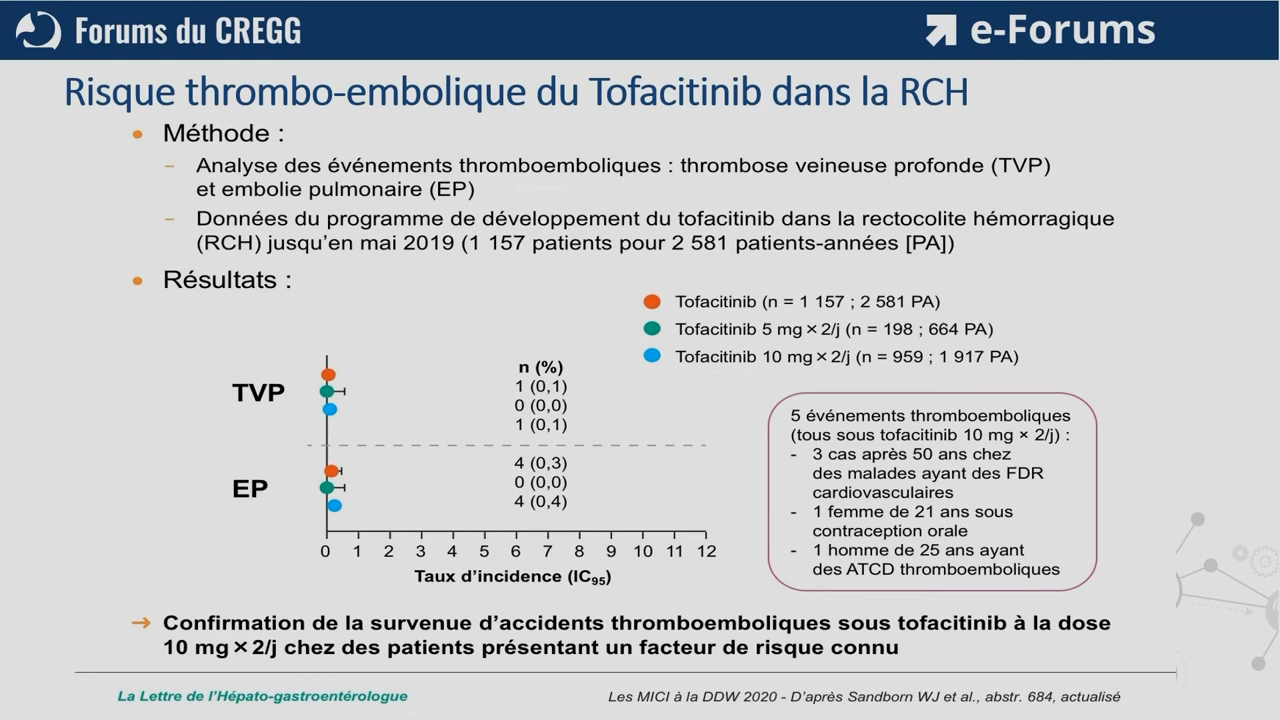 Forums du CREGG
e-Forums
Risque thrombo-embolique du Tofacitinib dans la RCH
• Méthode :
– Analyse des événements thromboemboliques : thrombose veineuse profonde (TVP)
et embolie pulmonaire (EP)
– Données du programme de développement du tofacitinib dans la rectocolite hémorragique
(RCH) jusqu'en mai 2019 (1 157 patients pour 2 581 patients-années [PA])
• Résultats :
Tofacitinib (n = 1 157 ; 2 581 PA)
Tofacitinib 5 mg × 2/j (n = 198 ; 664 PA)
Tofacitinib 10 mg × 2/j (n = 959 ; 1 917 PA)
n (%)
TVP
1 (0,1)
0 (0,0)
1 (0,1)
EP
4 (0,3)
0 (0,0)
4 (0,4)
0 1 2 3 4 5 6 7 8 9 10 11 12
Taux d'incidence (IC95)
5 événements thromboemboliques
(tous sous tofacitinib 10 mg × 2/j) :
- 3 cas après 50 ans chez
des malades ayant des FDR
cardiovasculaires
- 1 femme de 21 ans sous
contraception orale
- 1 homme de 25 ans ayant
des ATCD thromboemboliques
→ Confirmation de la survenue d'accidents thromboemboliques sous tofacitinib à la dose
10 mg × 2/j chez des patients présentant un facteur de risque connu
La Lettre de l'Hépato-gastroentérologue
Les MICI à la DDW 2020 - D'après Sandborn WJ et al., abstr. 684, actualisé